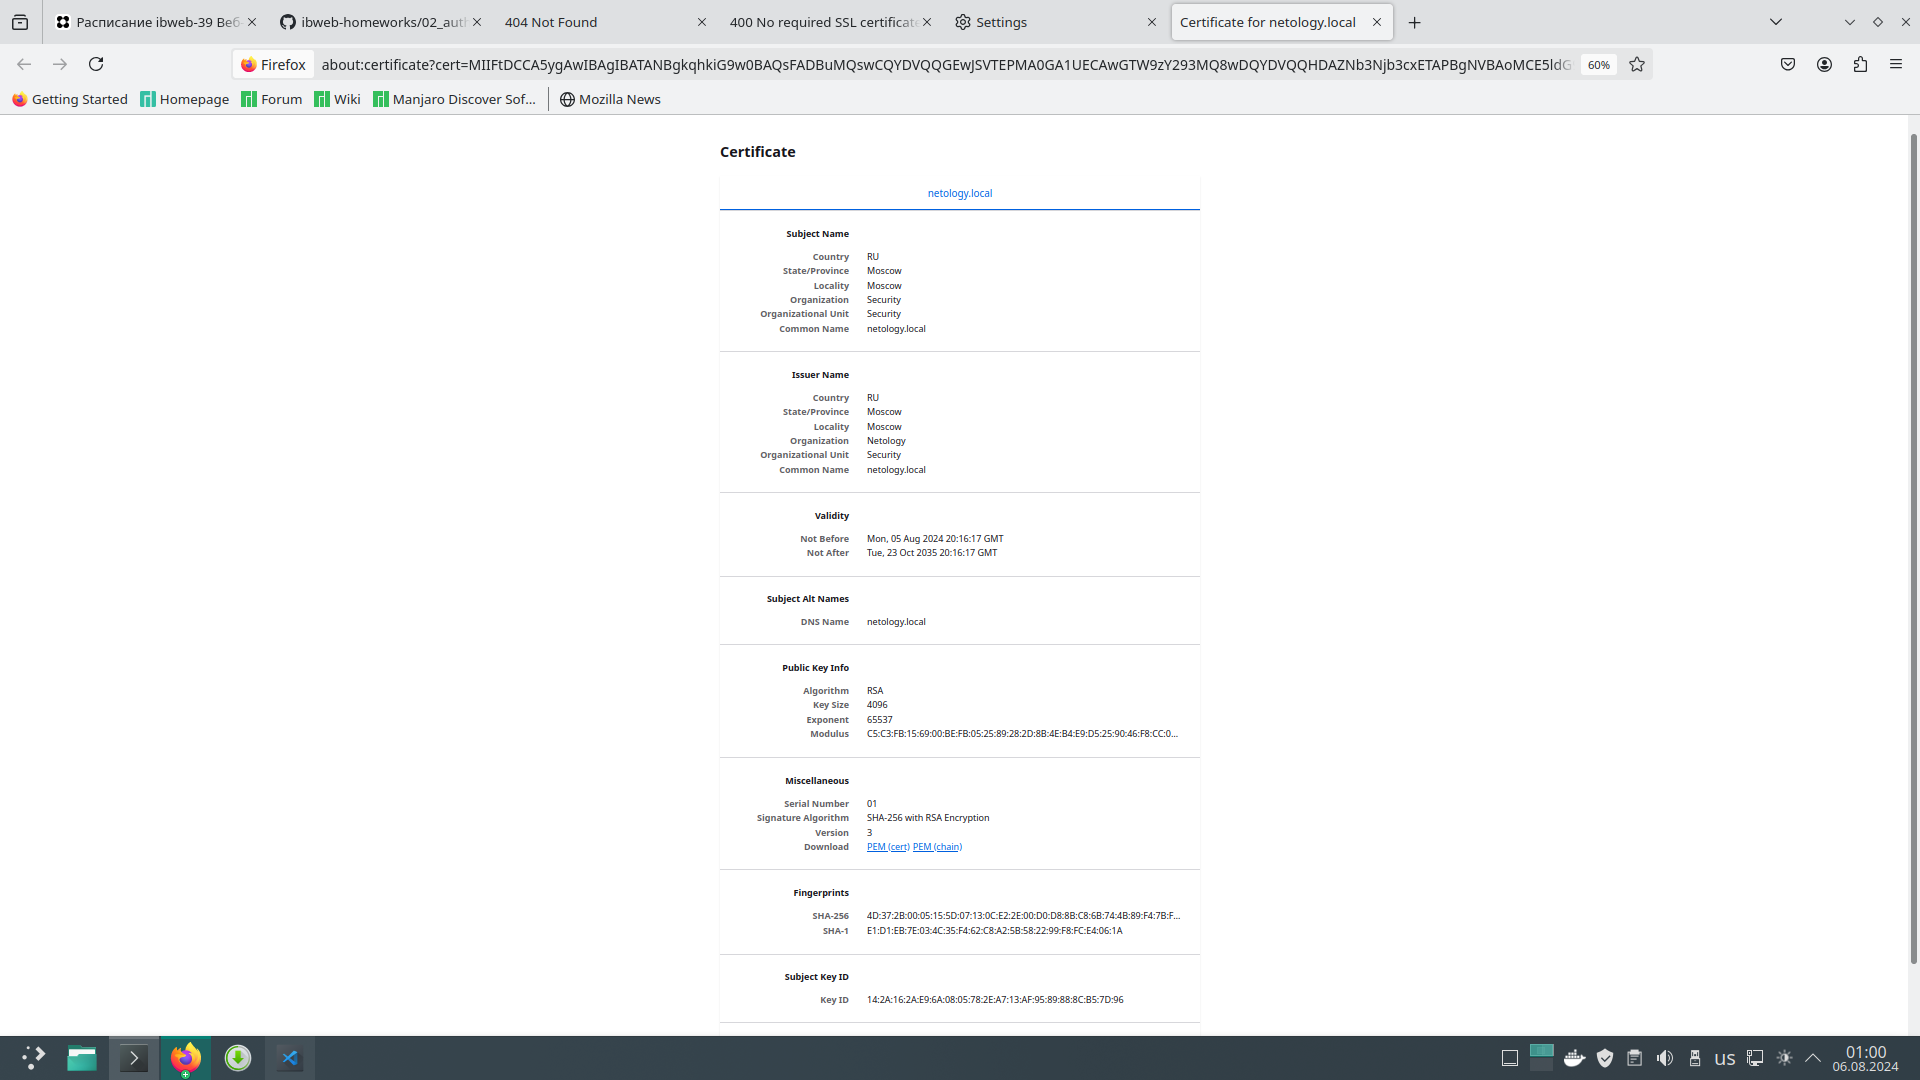 Расписание ibweb-39 Веб-
ibweb-homeworks/02_auth
404 Not Found
400 No required SSL certificate
Settings
Certificate for netology.local
Firefox
about:certificate?cert=MIIFtDCCA5ygAwIBAgIBATANBgkqhkiG9w0BAQsFADBuMQswCQYDVQQGEwJSVTEPMA0GA1UECAwGTW9zY293MQ8wDQYDVQQHDAZNb3Njb3cxETAPBgNVBAoMCE5ldG
60%
Getting Started
Homepage
Forum
Wiki
Manjaro Discover Sof...
Mozilla News
Certificate
netology.local
Subject Name
Country RU
State/Province Moscow
Locality Moscow
Organization Security
Organizational Unit Security
Common Name netology.local
Issuer Name
Country RU
State/Province Moscow
Locality Moscow
Organization Netology
Organizational Unit Security
Common Name netology.local
Validity
Not Before Mon, 05 Aug 2024 20:16:17 GMT
Not After Tue, 23 Oct 2035 20:16:17 GMT
Subject Alt Names
DNS Name netology.local
Public Key Info
Algorithm RSA
Key Size 4096
Exponent 65537
Modulus C5:C3:FB:15:69:00:BE:FB:05:25:89:28:2D:8B:4E:B4:E9:D5:25:90:46:F8:CC:0...
Miscellaneous
Serial Number 01
Signature Algorithm SHA-256 with RSA Encryption
Version 3
Download PEM (cert) PEM (chain)
Fingerprints
SHA-256 4D:37:2B:00:05:15:5D:07:13:0C:E2:2E:00:D0:D8:8B:C8:6B:74:4B:89:F4:7B:F...
SHA-1 E1:D1:EB:7E:03:4C:35:F4:62:C8:A2:5B:58:22:99:F8:FC:E4:06:1A
Subject Key ID
Key ID 14:2A:16:2A:E9:6A:08:05:78:2E:A7:13:AF:95:89:88:8C:B5:7D:96
us
01:00
06.08.2024